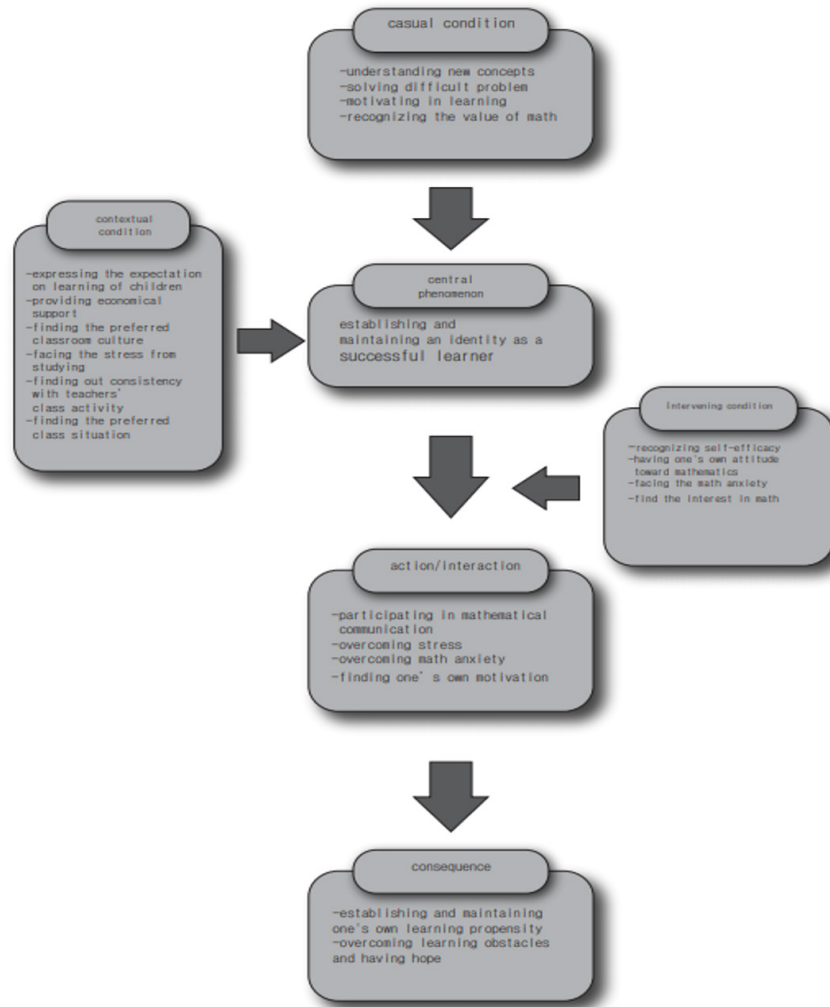 casual condition
-understanding new concepts
-solving difficult problem
-motivating in learning
-recognizing the value of math
contextual
condition
-expressing the expectation
on learning of children
-providing economical
support
-finding the preferred
classroom culture
-facing the stress from
studying
-finding out consistency
with teachers'
class activity
-finding the preferred
class situation
central
phenomenon
establishing and
maintaining an identity as a
successful learner
Intervening condition
-recognizing self-efficacy
-having one's own attitude
toward mathematics
-facing the math anxiety
-find the interest in math
action/interaction
-participating in mathematical
communication
-overcoming stress
-overcoming math anxiety
-finding one's own motivation
consequence
-establishing and maintaining
one's own learning propensity
-overcoming learning obstacles
and having hope